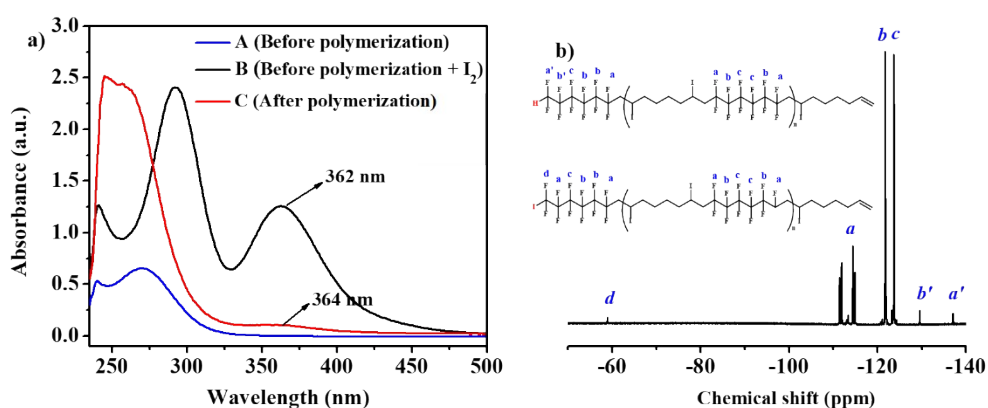 a)
A (Before polymerization)
B (Before polymerization + I2)
C (After polymerization)
362 nm
364 nm
3.0
2.5
2.0
1.5
1.0
0.5
0.0
Absorbance (a.u.)
250 300 350 400 450 500
Wavelength (nm)
b)
b c
a' b' c b b a
F F F F F F I a b c c b a
F F F F F F
H
F F F F F F I F F F F F F I n
d a c b b a
F F F F F F I a b c c b a
F F F F F F
I
F F F F F F I F F F F F F I n
a
d b' a'
-60 -80 -100 -120 -140
Chemical shift (ppm)